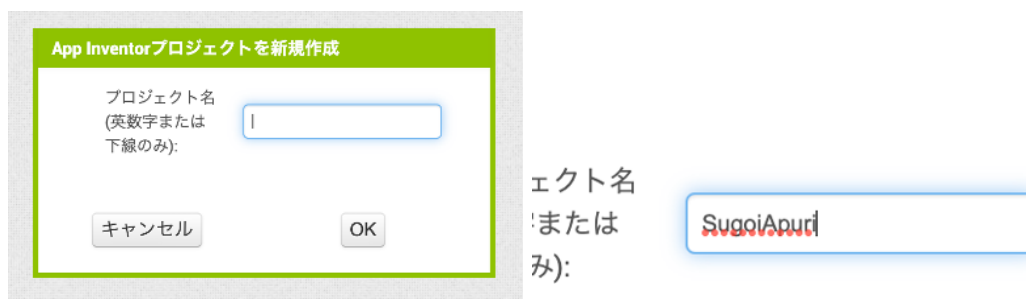 App Inventorプロジェクトを新規作成
プロジェクト名
(英数字または
下線のみ):
キャンセル
OK
ェクト名
または
み):
SugoiApuri